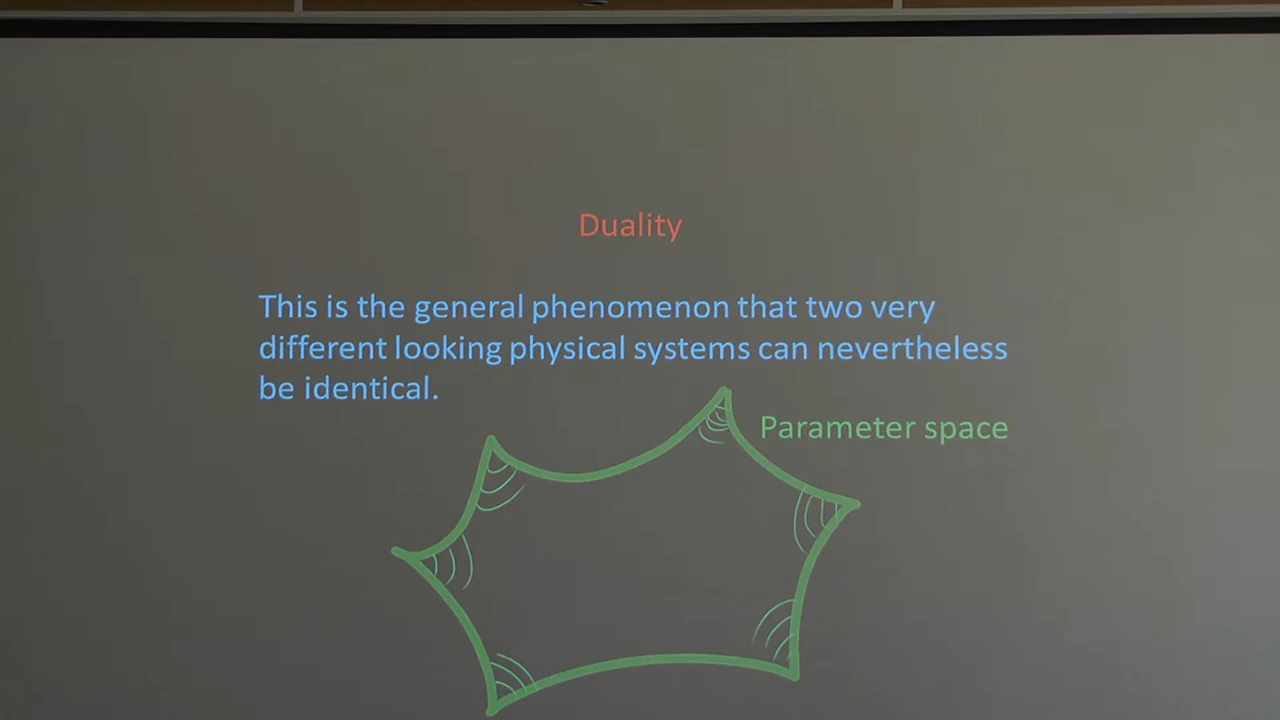 Duality
This is the general phenomenon that two very
different looking physical systems can nevertheless
be identical.
Parameter space